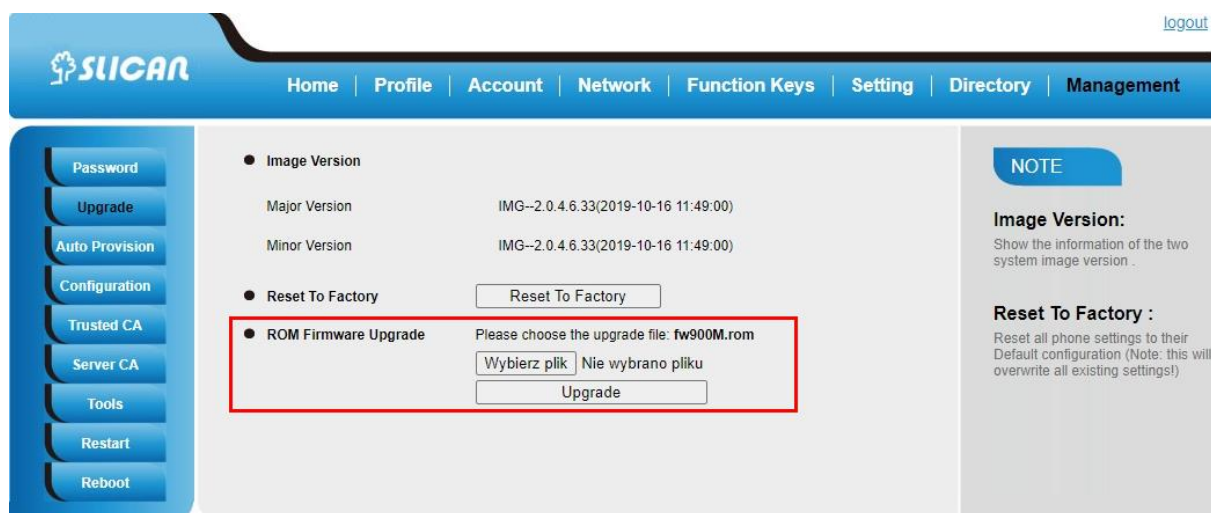 logout
SLICAN
Home | Profile | Account | Network | Function Keys | Setting | Directory | Management
Password
Upgrade
Auto Provision
Configuration
Trusted CA
Server CA
Tools
Restart
Reboot
Image Version
Major Version IMG--2.0.4.6.33(2019-10-16 11:49:00)
Minor Version IMG--2.0.4.6.33(2019-10-16 11:49:00)
Reset To Factory Reset To Factory
ROM Firmware Upgrade Please choose the upgrade file: fw900M.rom
Wybierz plik Nie wybrano pliku
Upgrade
NOTE
Image Version:
Show the information of the two
system image version .
Reset To Factory :
Reset all phone settings to their
Default configuration (Note: this will
overwrite all existing settings!)